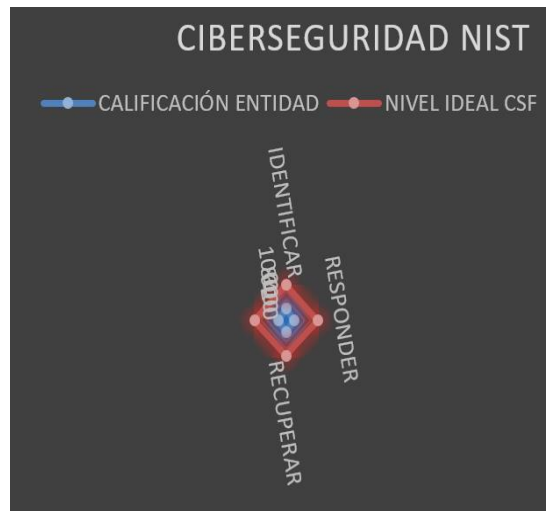 CIBERSEGURIDAD NIST
CALIFICACIÓN ENTIDAD
NIVEL IDEAL CSF
IDENTIFICAR
RESPONDER
RECUPERAR